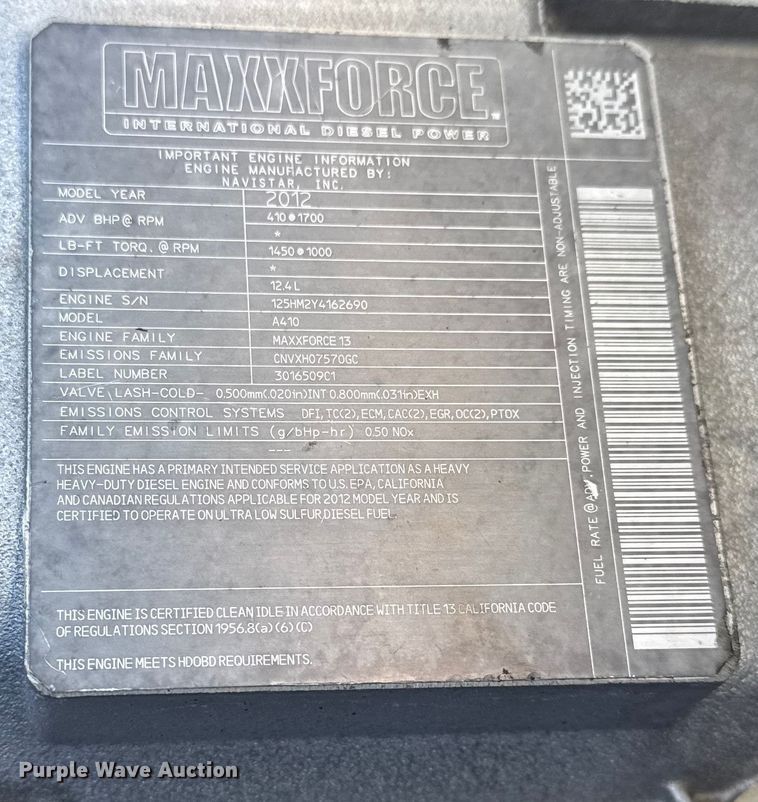 MAXXFORCE
INTERNATIONAL DIESEL POWER
IMPORTANT ENGINE INFORMATION
ENGINE MANUFACTURED BY:
NAVISTAR, INC.
MODEL YEAR 2012
ADV BHP@ RPM 410@1700
*
LB-FT TORQ. @ RPM 1450@1000
*
DISPLACEMENT 12.4L
ENGINE S/N 125HM2Y4162690
MODEL A410
ENGINE FAMILY MAXXFORCE 13
EMISSIONS FAMILY CNVXH07570GC
LABEL NUMBER 3016509C1
VALVE LASH-COLD- 0.500mm(.020in)INT 0.800mm(.031in)EXH
EMISSIONS CONTROL SYSTEMS DFI, TC(2), ECM, CAC(2), EGR, OC(2), PTOX
FAMILY EMISSION LIMITS (g/bHp-hr) 0.50 NOx
---
THIS ENGINE HAS A PRIMARY INTENDED SERVICE APPLICATION AS A HEAVY
HEAVY-DUTY DIESEL ENGINE AND CONFORMS TO U.S. EPA, CALIFORNIA
AND CANADIAN REGULATIONS APPLICABLE FOR 2012 MODEL YEAR AND IS
CERTIFIED TO OPERATE ON ULTRA LOW SULFUR DIESEL FUEL.
THIS ENGINE IS CERTIFIED CLEAN IDLE IN ACCORDANCE WITH TITLE 13 CALIFORNIA CODE
OF REGULATIONS SECTION 1956.8(a)(6)(C)
THIS ENGINE MEETS HDOBD REQUIREMENTS.
FUEL RATE @ADV. POWER AND INJECTION TIMING ARE NON-ADJUSTABLE
Purple Wave Auction